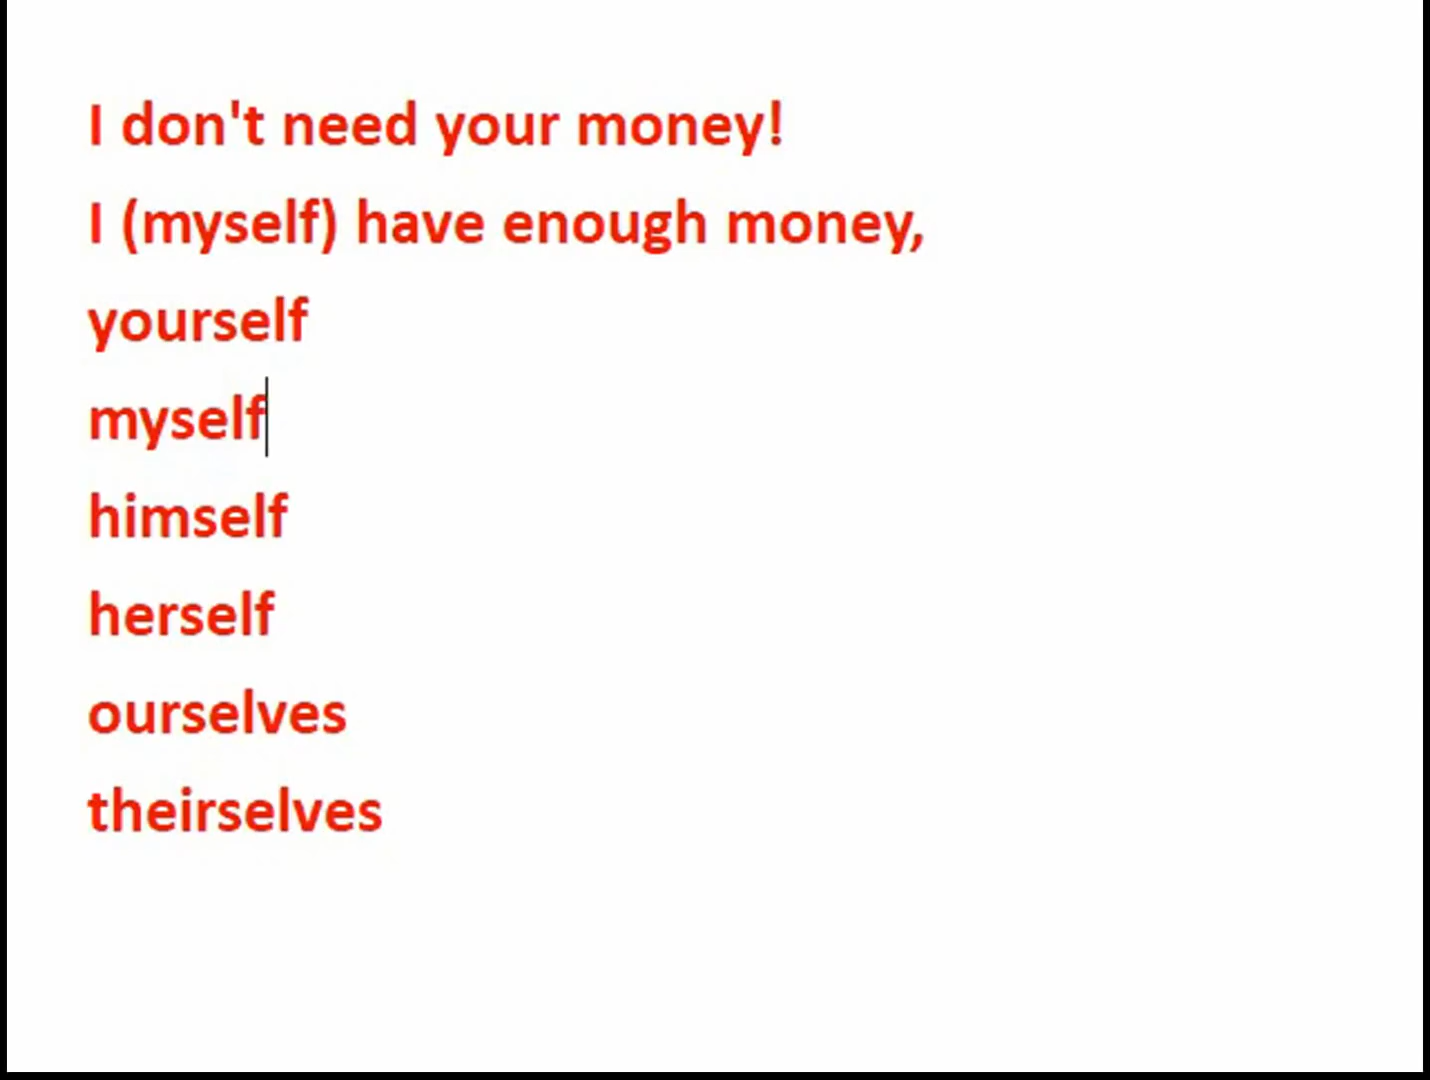 I don't need your money!
I (myself) have enough money,
yourself
myself
himself
herself
ourselves
theirselves